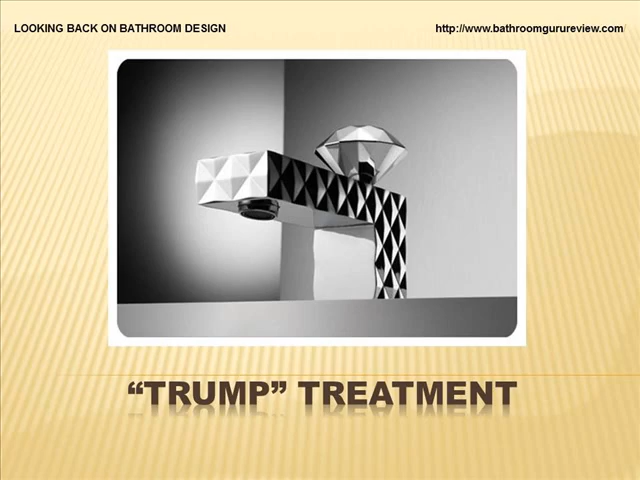 LOOKING BACK ON BATHROOM DESIGN
http://www.bathroomgurureview.com/
“TRUMP” TREATMENT